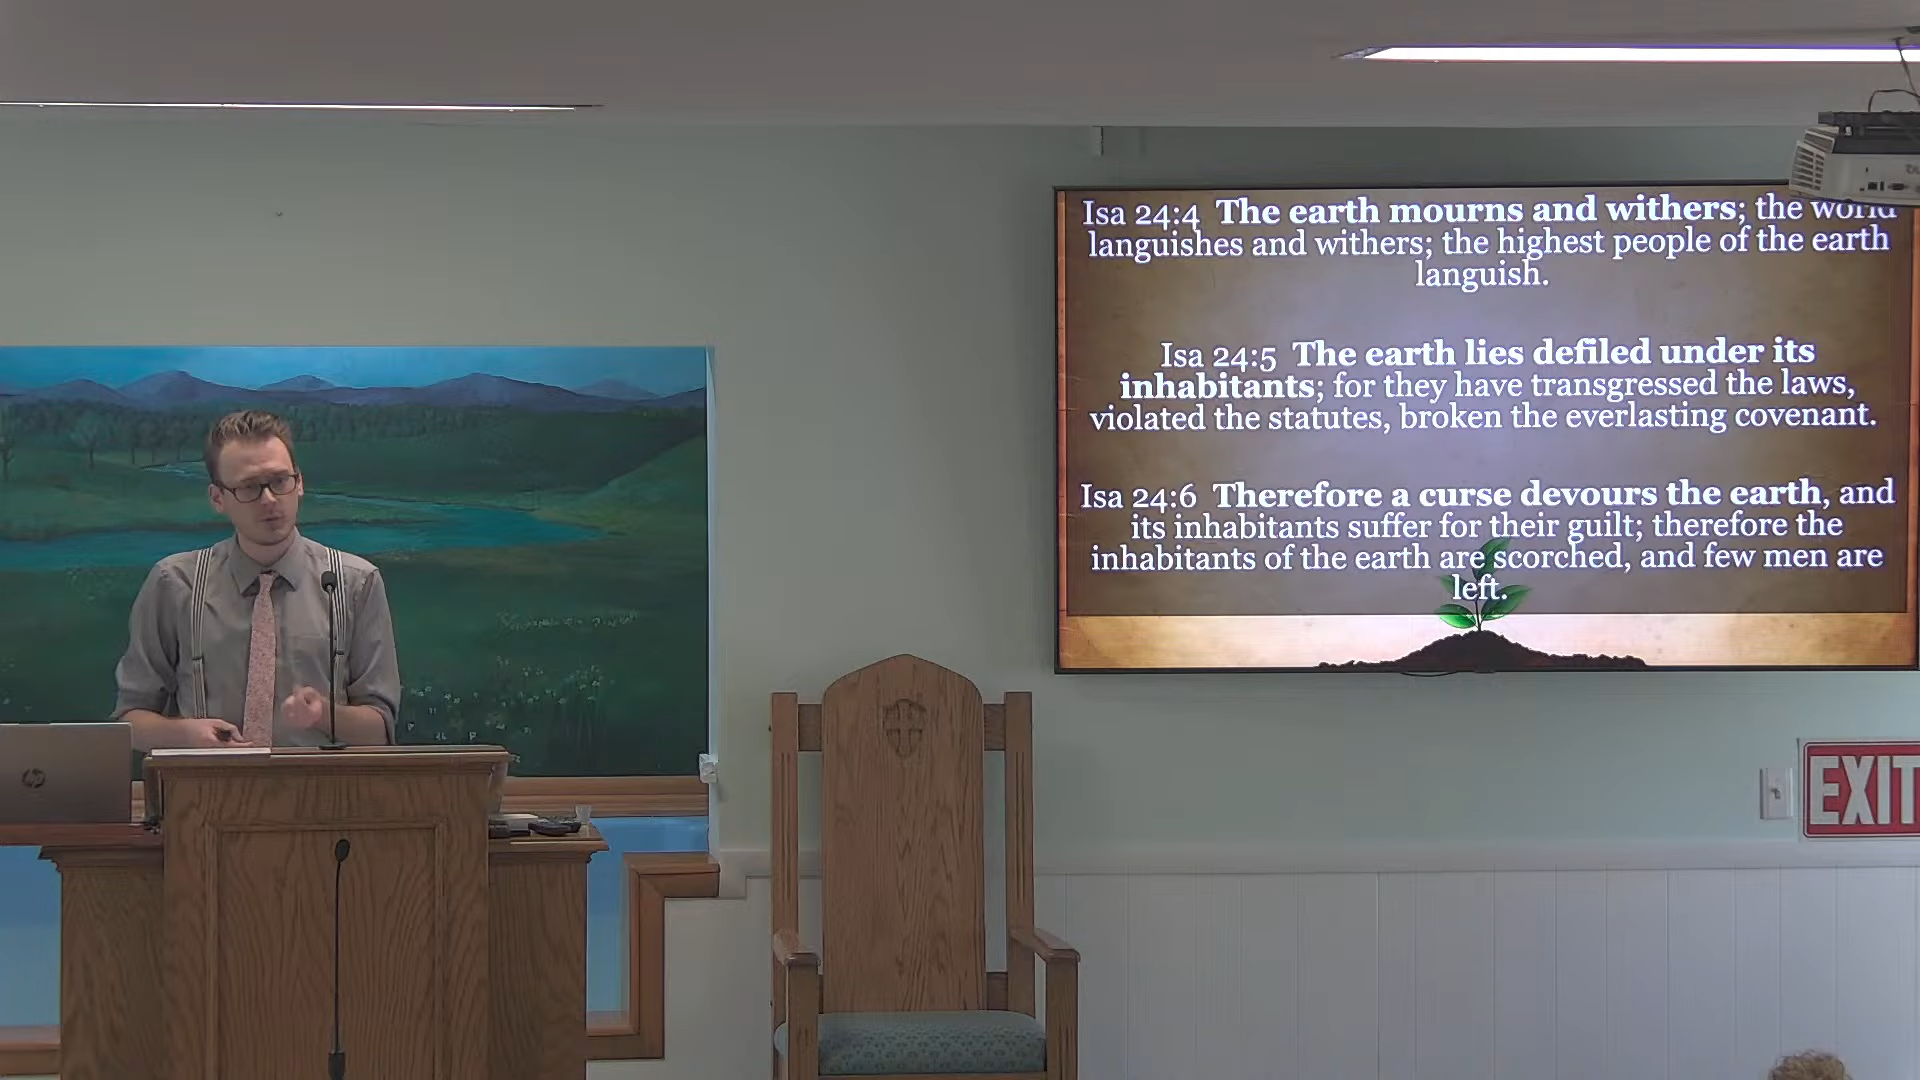 Isa 24:4 The earth mourns and withers; the world
languishes and withers; the highest people of the earth
languish.
Isa 24:5 The earth lies defiled under its
inhabitants; for they have transgressed the laws,
violated the statutes, broken the everlasting covenant.
Isa 24:6 Therefore a curse devours the earth, and
its inhabitants suffer for their guilt; therefore the
inhabitants of the earth are scorched, and few men are
left.
EXIT
hp